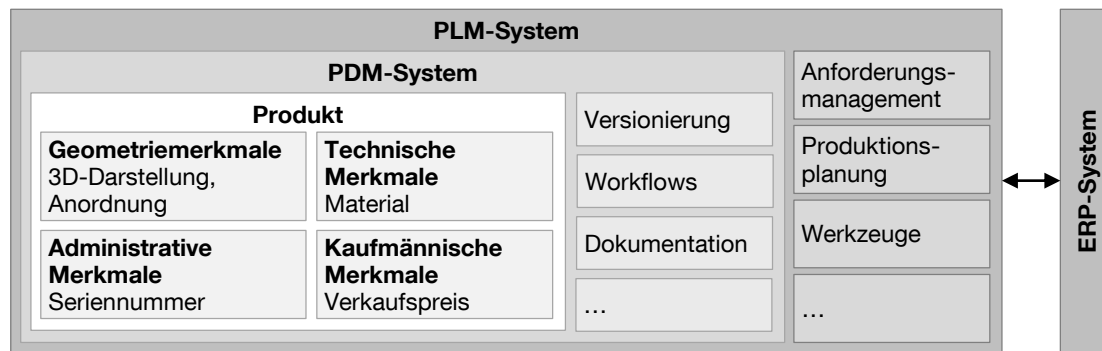 PLM-System
PDM-System
Produkt
Geometriemerkmale
3D-Darstellung,
Anordnung
Technische
Merkmale
Material
Administrative
Merkmale
Seriennummer
Kaufmännische
Merkmale
Verkaufspreis
Versionierung
Workflows
Dokumentation
…
Anforderungs-
management
Produktions-
planung
Werkzeuge
…
ERP-System